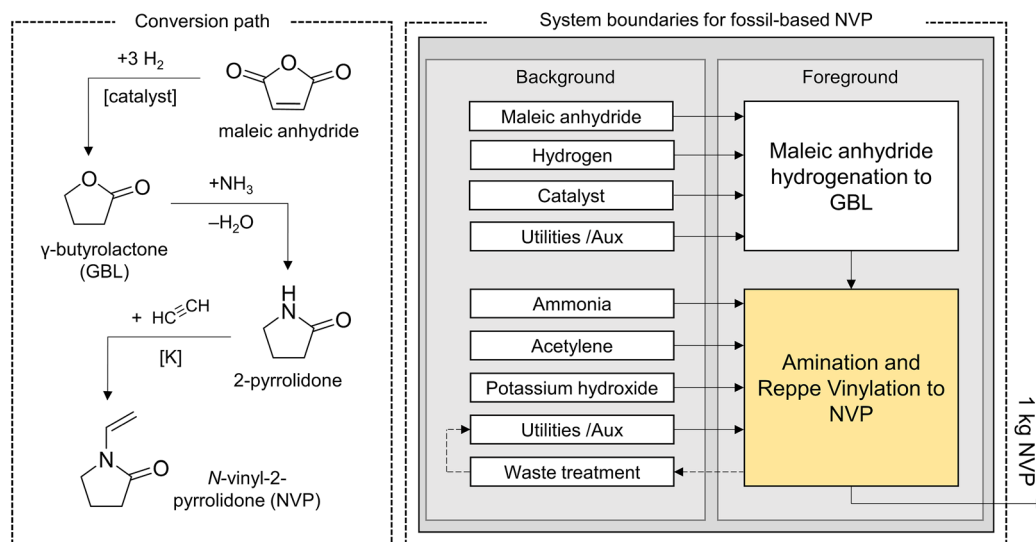 Conversion path
+3 H₂
[catalyst]
O
O
O
maleic anhydride
O
O
γ-butyrolactone
(GBL)
+NH₃
–H₂O
H
N
O
2-pyrrolidone
+ HC≡CH
[K]
N
O
N-vinyl-2-
pyrrolidone (NVP)
System boundaries for fossil-based NVP
Background
Foreground
Maleic anhydride
Hydrogen
Catalyst
Utilities /Aux
Maleic anhydride
hydrogenation to
GBL
Ammonia
Acetylene
Potassium hydroxide
Utilities /Aux
Waste treatment
Amination and
Reppe Vinylation to
NVP
1 kg NVP